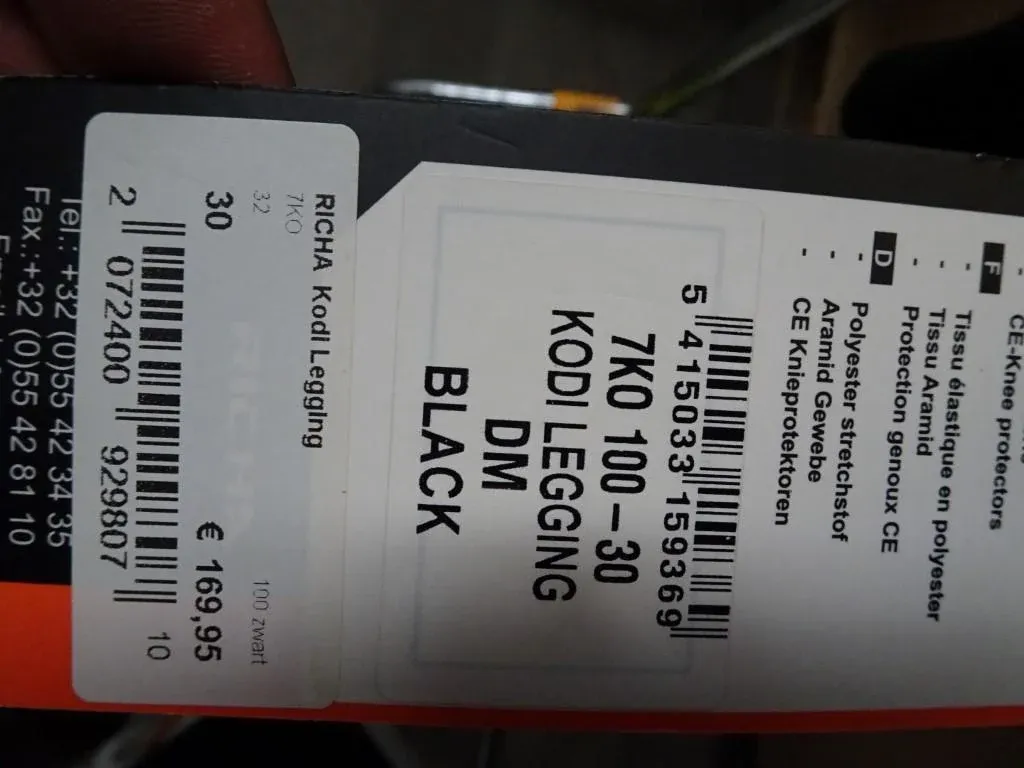 CE-Knee protectors
F
-
- Tissu élastique en polyester
- Tissu Aramid
- Protection genoux CE
D
- Polyester stretchstof
- Aramid Gewebe
- CE Knieprotektoren
5 415033 159369
7K0 100-30
KODI LEGGING
DM
BLACK
RICHA Kodi Legging
7KO
32 100 zwart
30 € 169,95
10
2 072400 929807
Tel.: +32 (0)55 42 34 35
Fax.:+32 (0)55 42 81 10